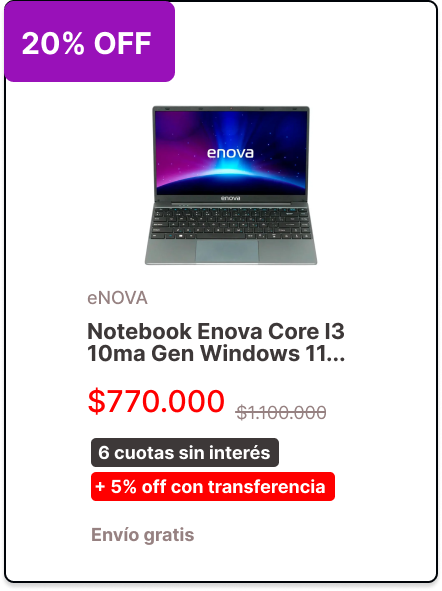 20% OFF
enova
enova
eNOVA
Notebook Enova Core I3
10ma Gen Windows 11...
$770.000 $1.100.000
6 cuotas sin interés
+ 5% off con transferencia
Envío gratis